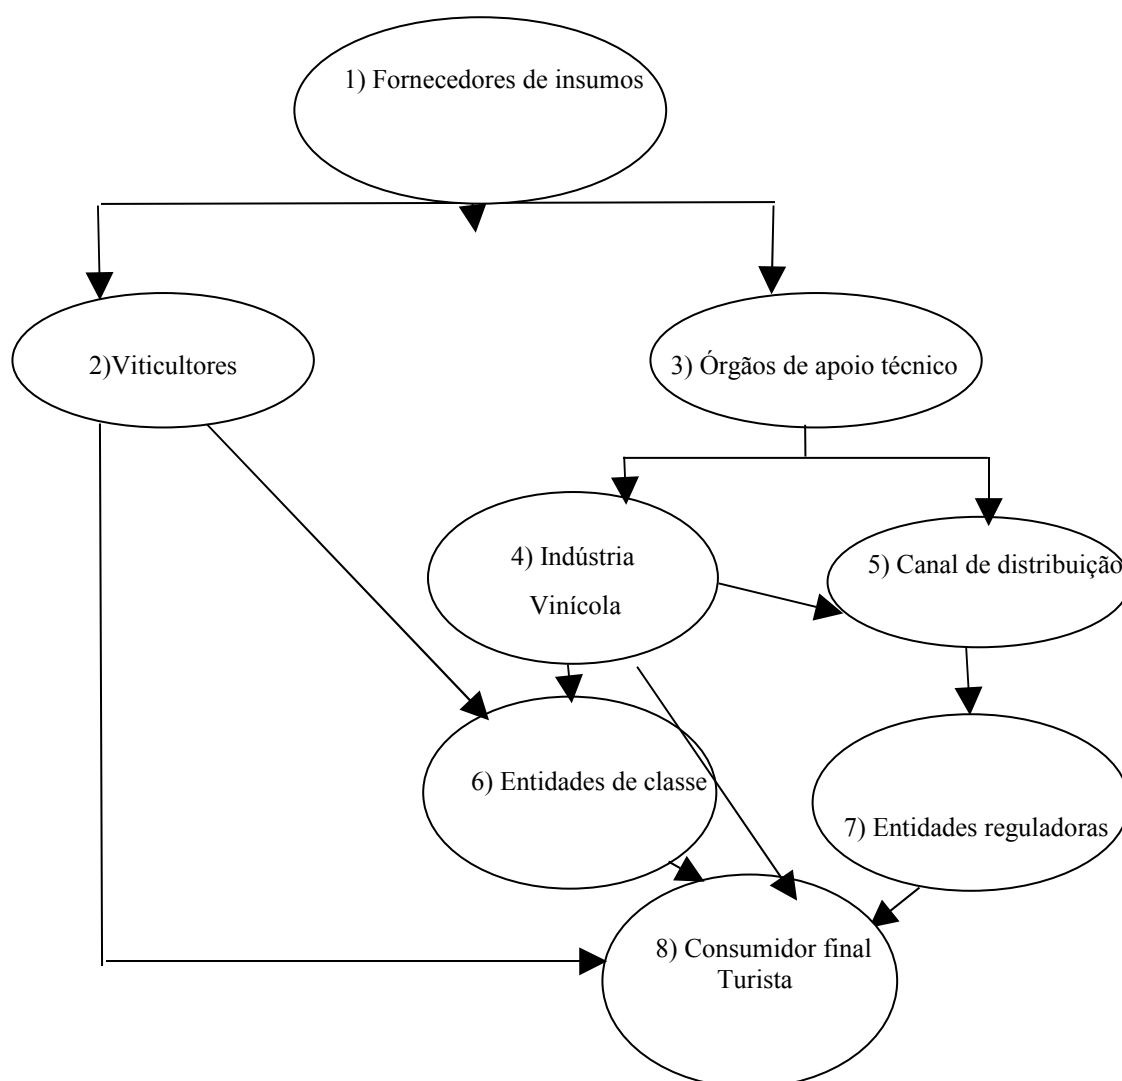 1) Fornecedores de insumos
2)Viticultores
3) Órgãos de apoio técnico
4) Indústria
Vinícola
5) Canal de distribuição
6) Entidades de classe
7) Entidades reguladoras
8) Consumidor final
Turista